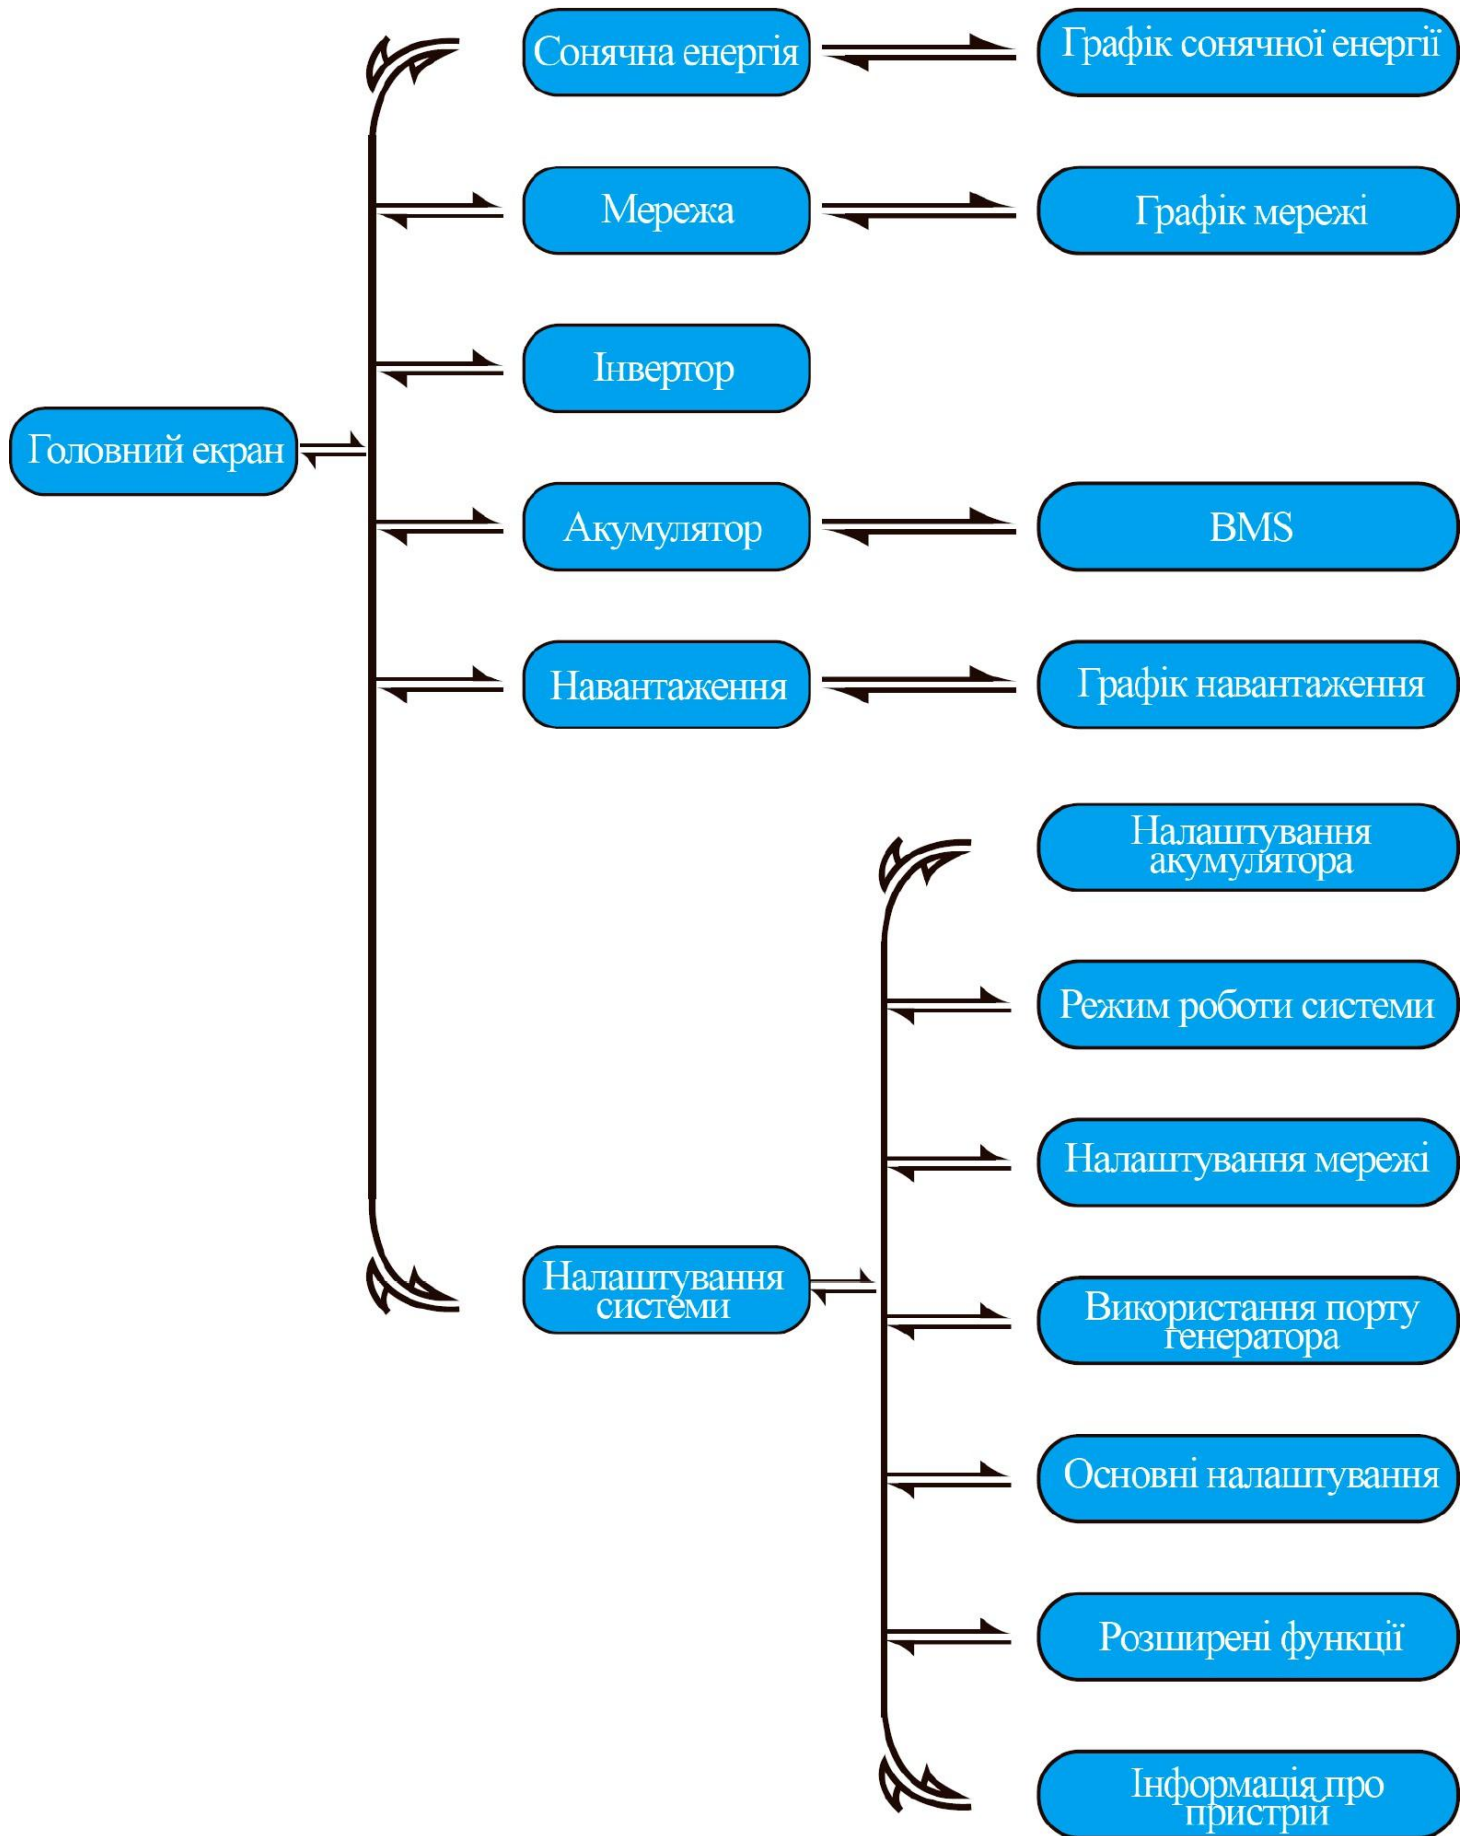 Сонячна енергія
Графік сонячної енергії
Мережа
Графік мережі
Інвертор
Головний екран
Акумулятор
BMS
Навантаження
Графік навантаження
Налаштування
акумулятора
Режим роботи системи
Налаштування мережі
Налаштування
системи
Використання порту
генератора
Основні налаштування
Розширені функції
Інформація про
пристрій